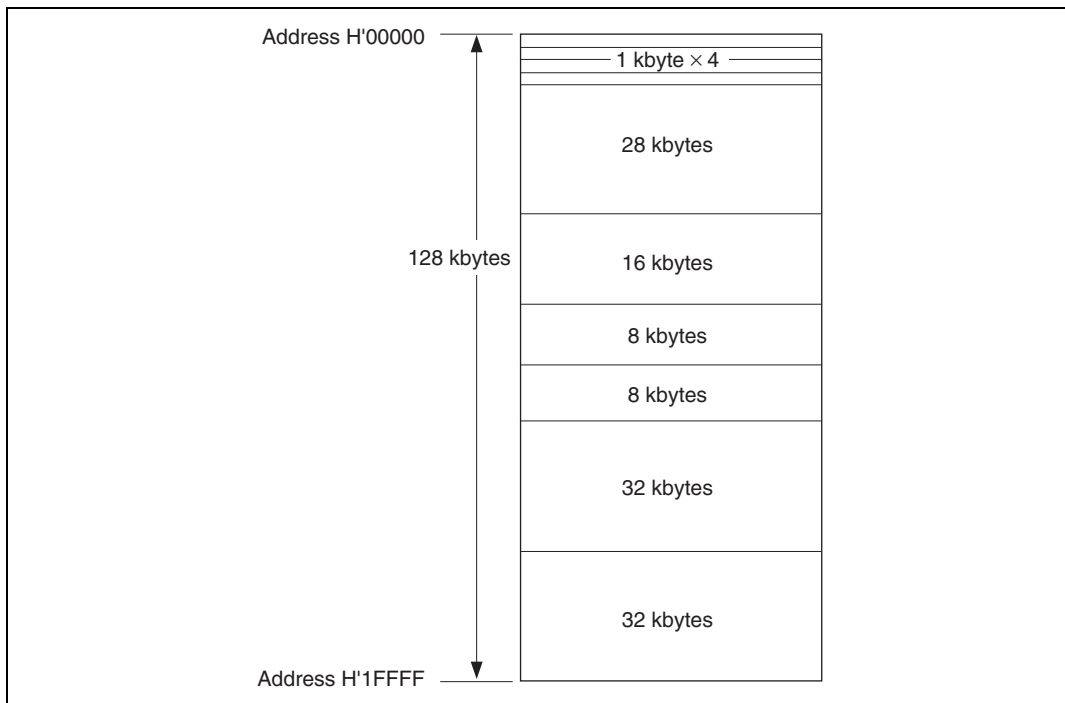 Address H'00000
1 kbyte × 4
28 kbytes
128 kbytes
16 kbytes
8 kbytes
8 kbytes
32 kbytes
32 kbytes
Address H'1FFFF